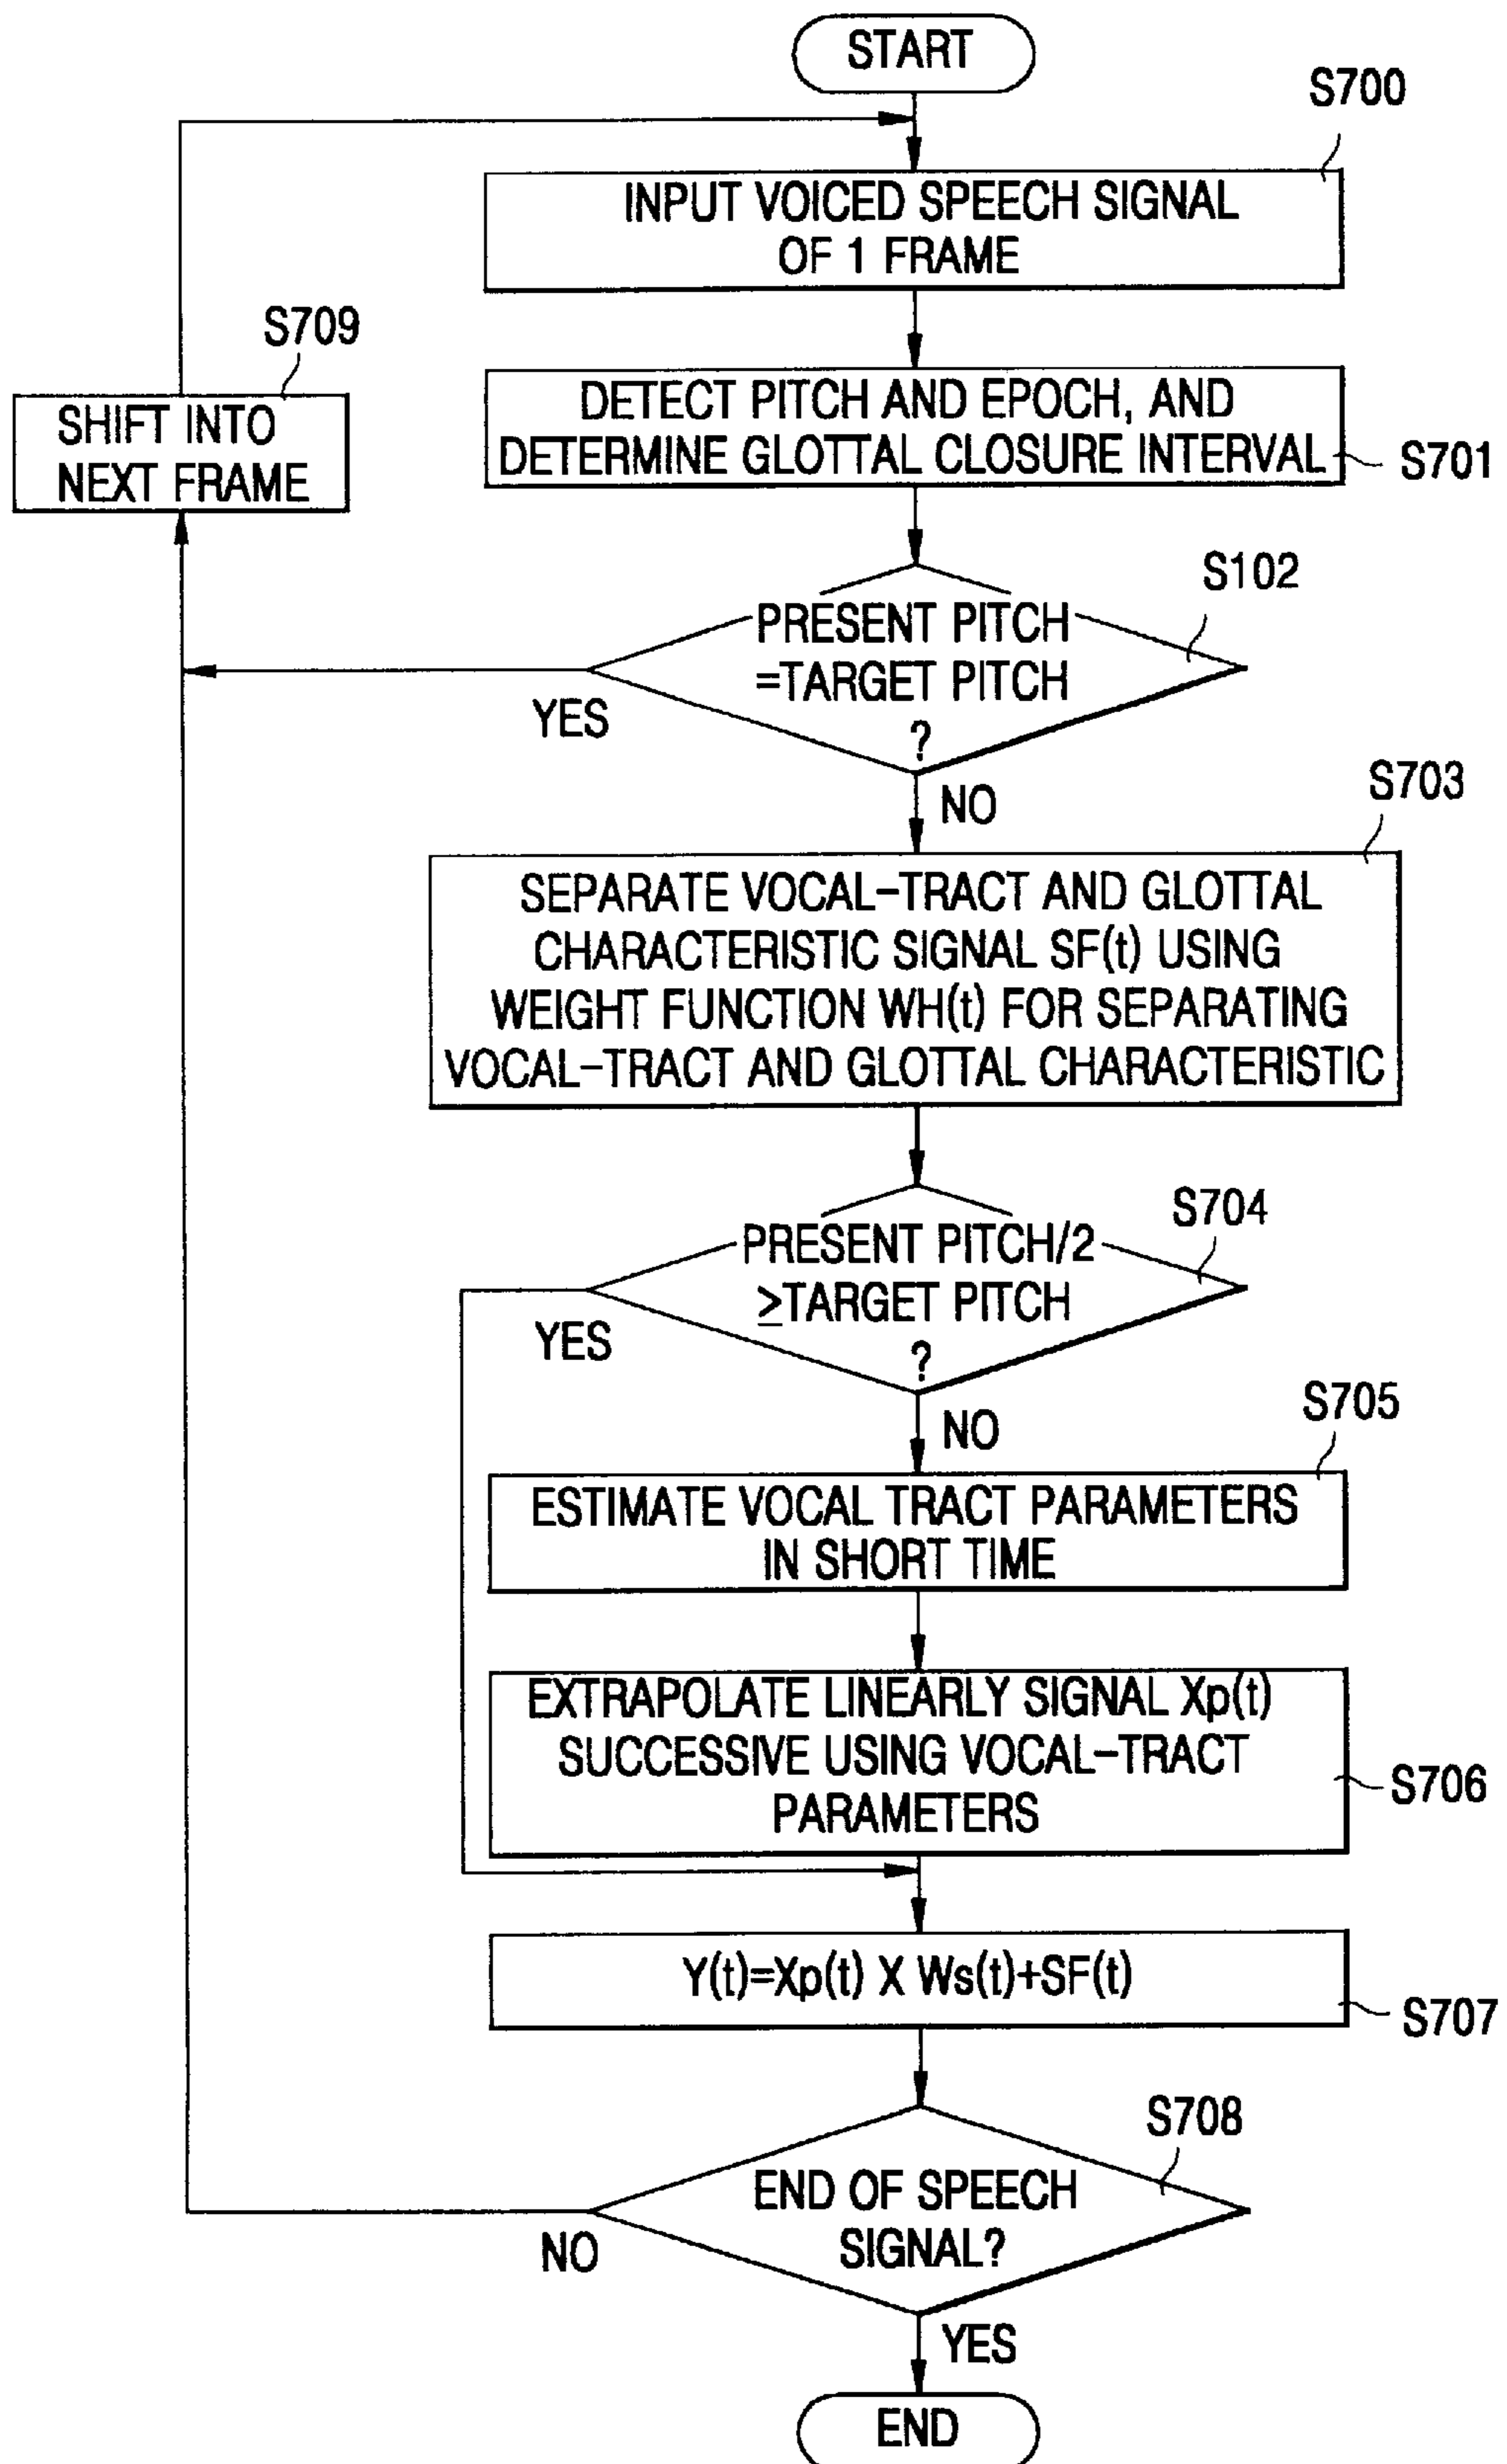 START
S700
INPUT VOICED SPEECH SIGNAL
OF 1 FRAME
S709
SHIFT INTO
NEXT FRAME
DETECT PITCH AND EPOCH, AND
DETERMINE GLOTTAL CLOSURE INTERVAL
S701
S102
PRESENT PITCH
=TARGET PITCH
?
YES
NO
S703
SEPARATE VOCAL-TRACT AND GLOTTAL
CHARACTERISTIC SIGNAL SF(t) USING
WEIGHT FUNCTION WH(t) FOR SEPARATING
VOCAL-TRACT AND GLOTTAL CHARACTERISTIC
S704
PRESENT PITCH/2
≥TARGET PITCH
?
YES
NO
S705
ESTIMATE VOCAL TRACT PARAMETERS
IN SHORT TIME
EXTRAPOLATE LINEARLY SIGNAL Xp(t)
SUCCESSIVE USING VOCAL-TRACT
PARAMETERS
S706
Y(t)=Xp(t) X Ws(t)+SF(t)
S707
S708
END OF SPEECH
SIGNAL?
NO
YES
END